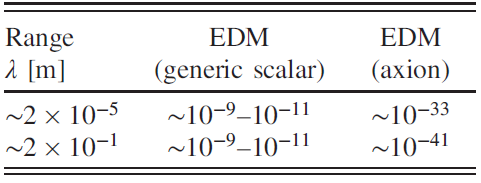 Range EDM EDM
λ [m] (generic scalar) (axion)
~2 × 10⁻⁵ ~10⁻⁹–10⁻¹¹ ~10⁻³³
~2 × 10⁻¹ ~10⁻⁹–10⁻¹¹ ~10⁻⁴¹